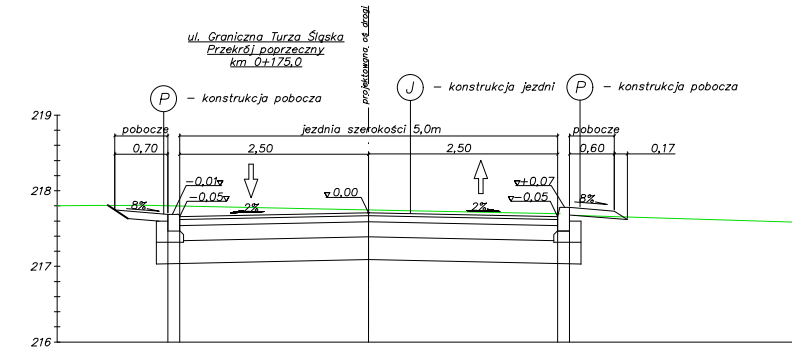 projektowana oś drogi
ul. Graniczna Turza Śląska
Przekrój poprzeczny
km 0+175,0
P – konstrukcja pobocza
J – konstrukcja jezdni
P – konstrukcja pobocza
219
pobocze
jezdnia szerokości 5,0m
pobocze
0,70
2,50
2,50
0,60
0,17
218
-0,01
-0,05
0,00
+0,07
-0,05
8%
2%
2%
8%
217
216